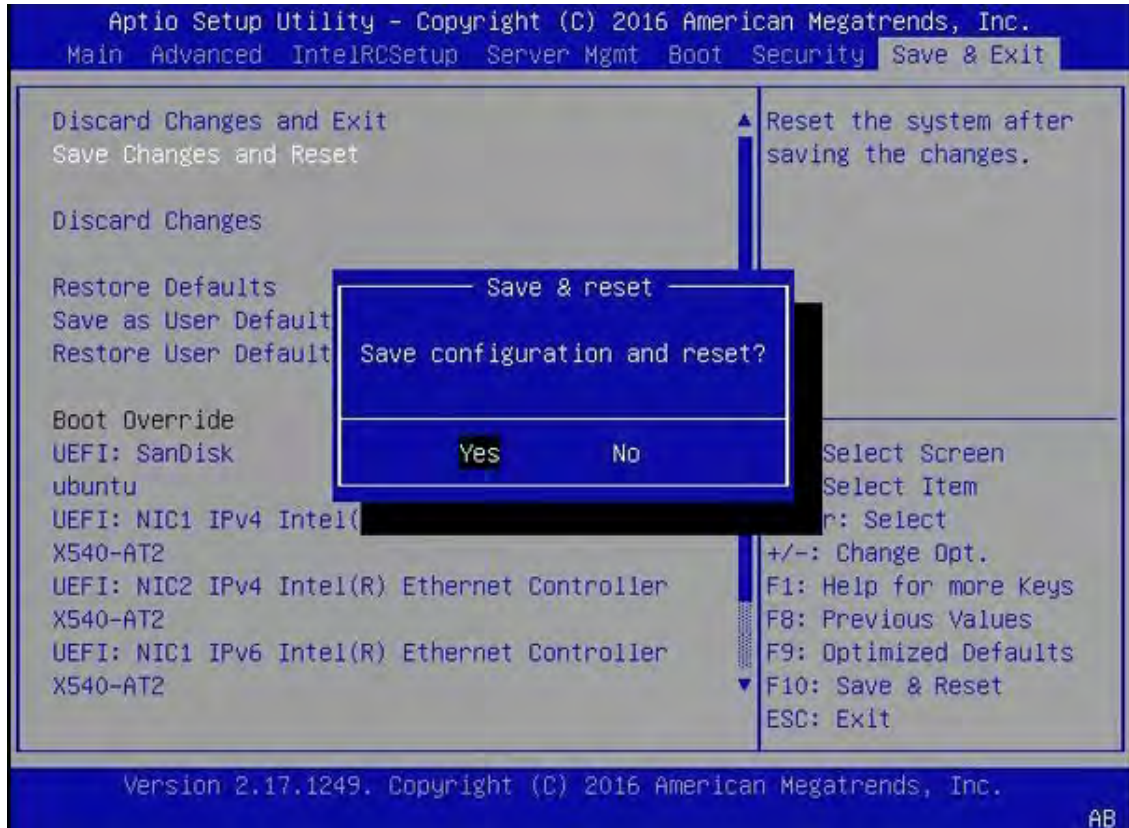 Aptio Setup Utility – Copyright (C) 2016 American Megatrends, Inc.
Main Advanced IntelRCSetup Server Mgmt Boot Security Save & Exit
Discard Changes and Exit
Save Changes and Reset
Discard Changes
Restore Defaults
Save as User Default
Restore User Default
Boot Override
UEFI: SanDisk
ubuntu
UEFI: NIC1 IPv4 Intel(
X540-AT2
UEFI: NIC2 IPv4 Intel(R) Ethernet Controller
X540-AT2
UEFI: NIC1 IPv6 Intel(R) Ethernet Controller
X540-AT2
Save & reset
Save configuration and reset?
Yes No
Reset the system after
saving the changes.
Select Screen
Select Item
r: Select
+/-: Change Opt.
F1: Help for more Keys
F8: Previous Values
F9: Optimized Defaults
F10: Save & Reset
ESC: Exit
Version 2.17.1249. Copyright (C) 2016 American Megatrends, Inc.
AB